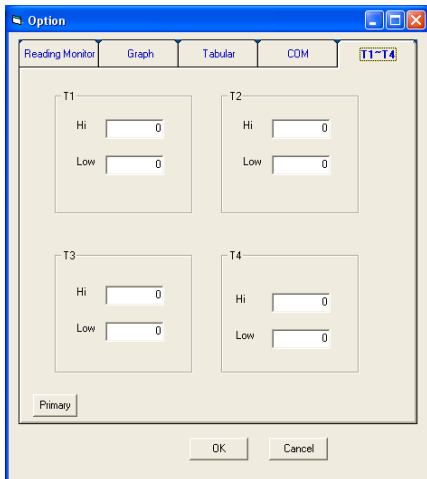 Option
Reading Monitor Graph Tabular COM T1~T4
T1 T2
Hi 0 Hi 0
Low 0 Low 0
T3 T4
Hi 0 Hi 0
Low 0 Low 0
Primary
OK Cancel